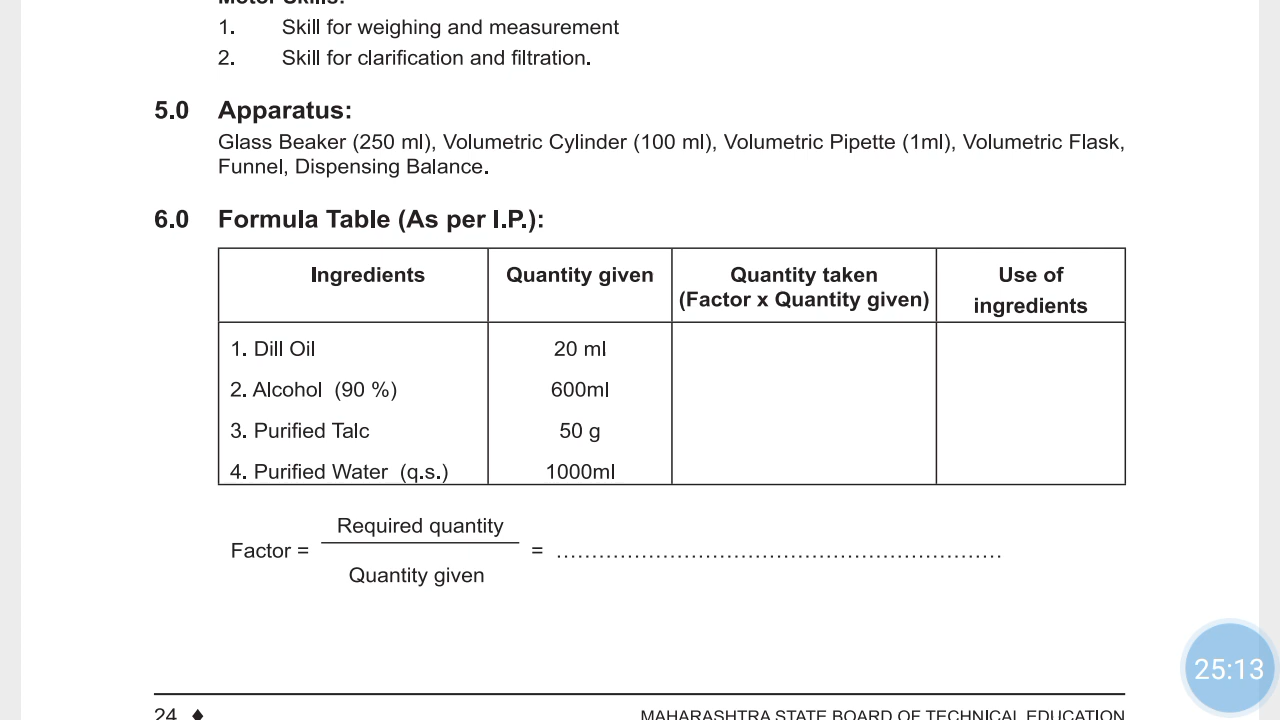 Motor Skills:
1. Skill for weighing and measurement
2. Skill for clarification and filtration.
5.0 Apparatus:
Glass Beaker (250 ml), Volumetric Cylinder (100 ml), Volumetric Pipette (1ml), Volumetric Flask,
Funnel, Dispensing Balance.
6.0 Formula Table (As per I.P.):
Ingredients Quantity given Quantity taken Use of
(Factor x Quantity given) ingredients
1. Dill Oil 20 ml
2. Alcohol (90 %) 600ml
3. Purified Talc 50 g
4. Purified Water (q.s.) 1000ml
Required quantity
Factor = = ...............................................................
Quantity given
25:13
24 ♦ MAHARASHTRA STATE BOARD OF TECHNICAL EDUCATION